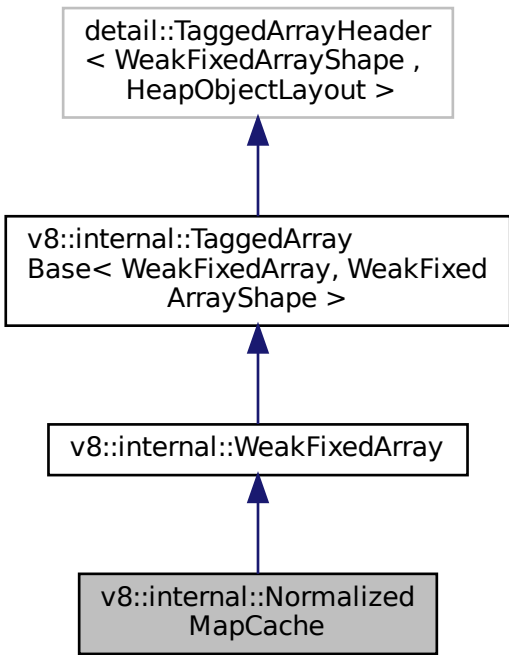 detail::TaggedArrayHeader
< WeakFixedArrayShape ,
HeapObjectLayout >
v8::internal::TaggedArray
Base< WeakFixedArray, WeakFixed
ArrayShape >
v8::internal::WeakFixedArray
v8::internal::Normalized
MapCache